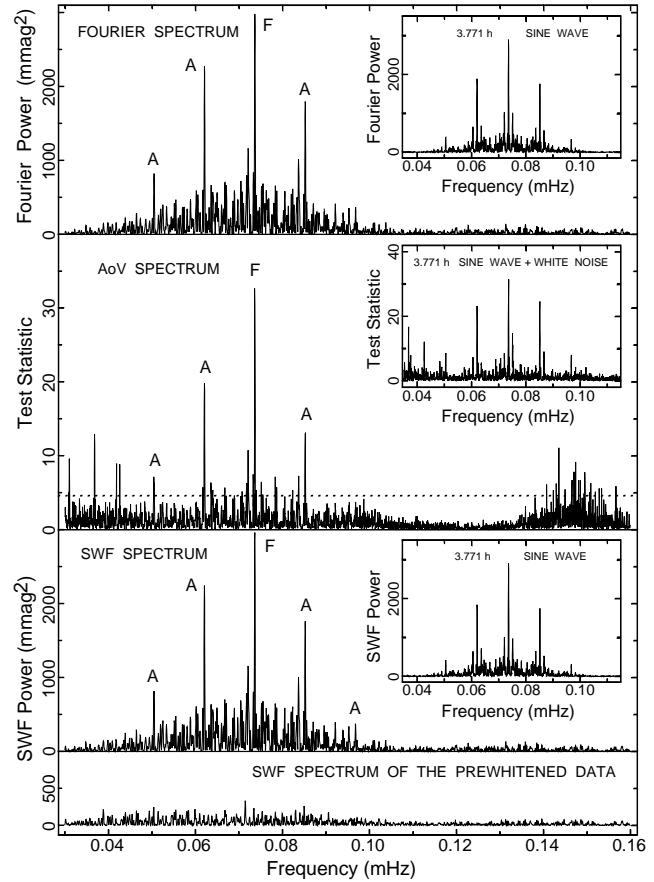 FOURIER SPECTRUM
F
A
A
A
Fourier Power (mmag2)
2000
1000
0
3.771 h SINE WAVE
Fourier Power
2000
0
0.04 0.06 0.08 0.10
Frequency (mHz)
AoV SPECTRUM
F
A
A
A
Test Statistic
30
20
10
0
3.771 h SINE WAVE + WHITE NOISE
Test Statistic
40
20
0
0.04 0.06 0.08 0.10
Frequency (mHz)
SWF SPECTRUM
F
A
A
A
A
SWF Power (mmag2)
2000
1000
0
3.771 h SINE WAVE
SWF Power
2000
0
0.04 0.06 0.08 0.10
Frequency (mHz)
SWF SPECTRUM OF THE PREWHITENED DATA
500
0
0.04 0.06 0.08 0.10 0.12 0.14 0.16
Frequency (mHz)